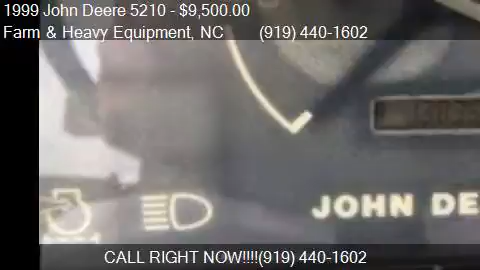 1999 John Deere 5210 - $9,500.00
Farm & Heavy Equipment, NC (919) 440-1602
JOHN DE
CALL RIGHT NOW!!!!(919) 440-1602